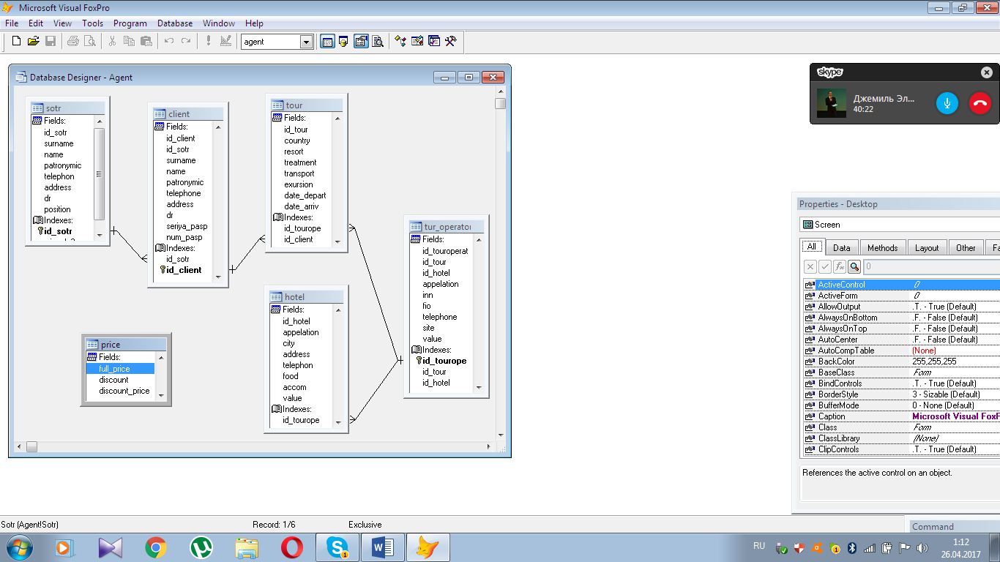 Microsoft Visual FoxPro
File Edit View Tools Program Database Window Help
agent
Database Designer - Agent
sotr
Fields:
id_sotr
surname
name
patronymic
telephon
address
dr
position
Indexes:
id_sotr
client
Fields:
id_client
id_sotr
surname
name
patronymic
telephone
address
dr
seriya_pasp
num_pasp
Indexes:
id_sotr
id_client
tour
Fields:
id_tour
country
resort
treatment
transport
exursion
date_depart
date_arriv
Indexes:
id_tourope
id_client
tur_operator
Fields:
id_touroperat
id_tour
id_hotel
appelation
inn
fio
telephone
site
value
Indexes:
id_tourope
id_tour
id_hotel
hotel
Fields:
id_hotel
appelation
city
address
telephon
food
accom
value
Indexes:
id_tourope
price
Fields:
full_price
discount
discount_price
skype
Джемиль Эл...
40:22
Properties - Desktop
Screen
All Data Methods Layout Other Fa
0
ActiveControl 0
ActiveForm 0
AllowOutput .T. - True (Default)
AlwaysOnBottom .F. - False (Default)
AlwaysOnTop .F. - False (Default)
AutoCenter .F. - False (Default)
AutoCompTable (None)
BackColor 255,255,255
BaseClass Form
BindControls .T. - True (Default)
BorderStyle 3 - Sizable (Default)
BufferMode 0 - None (Default)
Caption Microsoft Visual FoxF
Class Form
ClassLibrary (None)
ClipControls .T. - True (Default)
References the active control on an object.
Sotr (Agent!Sotr) Record: 1/6 Exclusive
Command
RU
1:12
26.04.2017